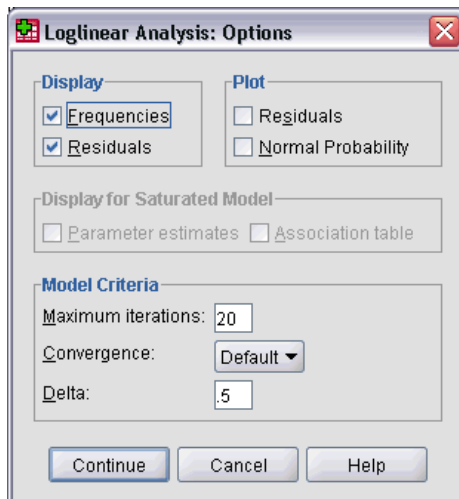 Loglinear Analysis: Options
Display
Frequencies
Residuals
Plot
Residuals
Normal Probability
Display for Saturated Model
Parameter estimates Association table
Model Criteria
Maximum iterations: 20
Convergence: Default
Delta: .5
Continue Cancel Help